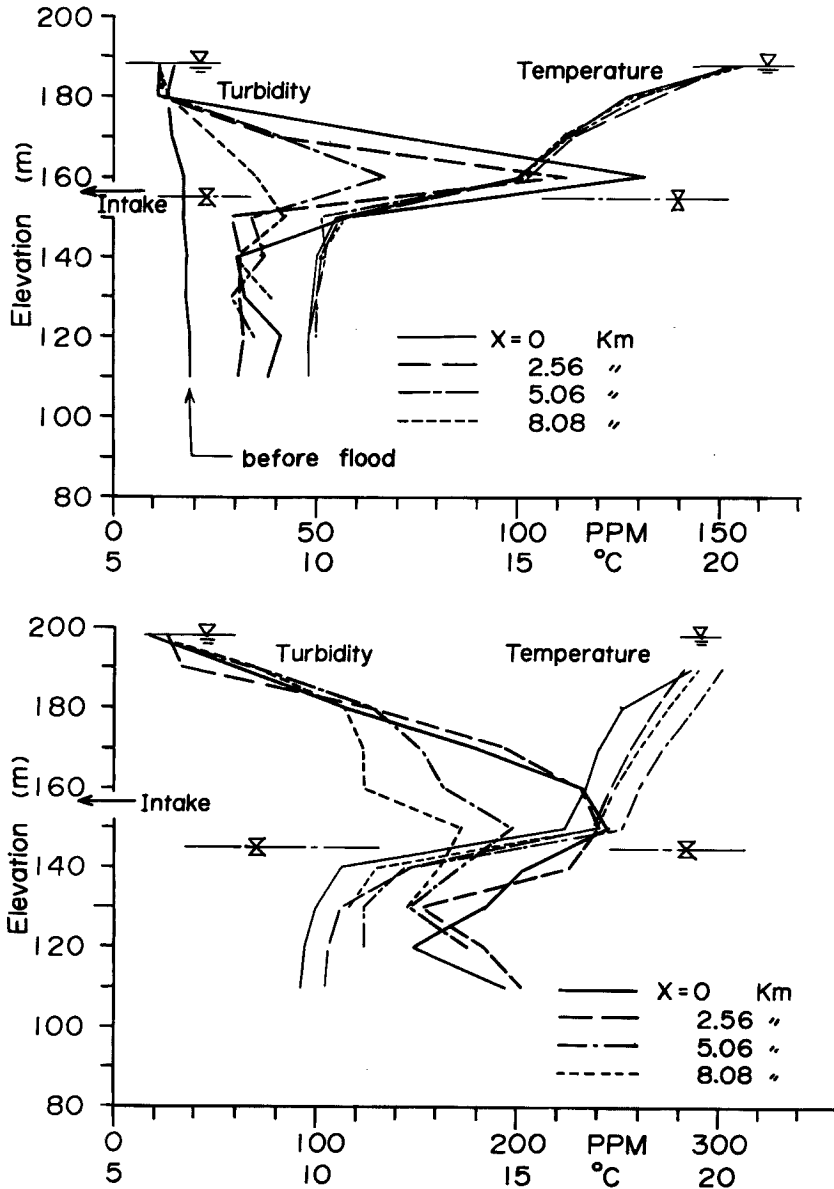 200
Turbidity
Temperature
180
160
Intake
140
120
100
80
Elevation (m)
X = 0 Km
2.56 〃
5.06 〃
8.08 〃
before flood
0 50 100 PPM 150
5 10 15 °C 20
200
Turbidity
Temperature
180
160
Intake
140
120
100
80
Elevation (m)
X = 0 Km
2.56 〃
5.06 〃
8.08 〃
0 100 200 PPM 300
5 10 15 °C 20